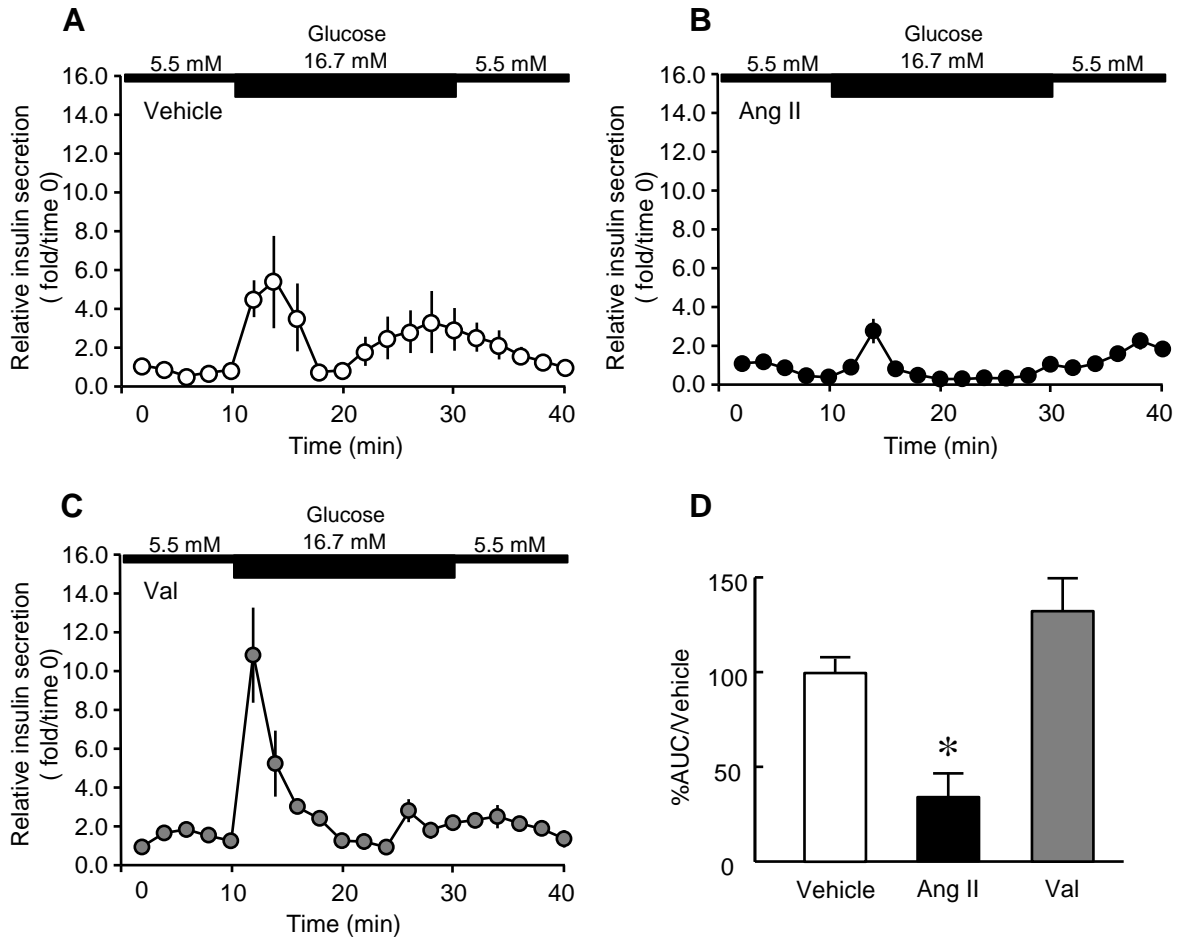 A
Glucose
5.5 mM 16.7 mM 5.5 mM
Vehicle
Relative insulin secretion
( fold/time 0)
16.0
14.0
12.0
10.0
8.0
6.0
4.0
2.0
0.0
0 10 20 30 40
Time (min)
B
Glucose
5.5 mM 16.7 mM 5.5 mM
Ang II
Relative insulin secretion
( fold/time 0)
16.0
14.0
12.0
10.0
8.0
6.0
4.0
2.0
0.0
0 10 20 30 40
Time (min)
C
Glucose
5.5 mM 16.7 mM 5.5 mM
Val
Relative insulin secretion
( fold/time 0)
16.0
14.0
12.0
10.0
8.0
6.0
4.0
2.0
0.0
0 10 20 30 40
Time (min)
D
%AUC/Vehicle
150
100
50
0
*
Vehicle Ang II Val